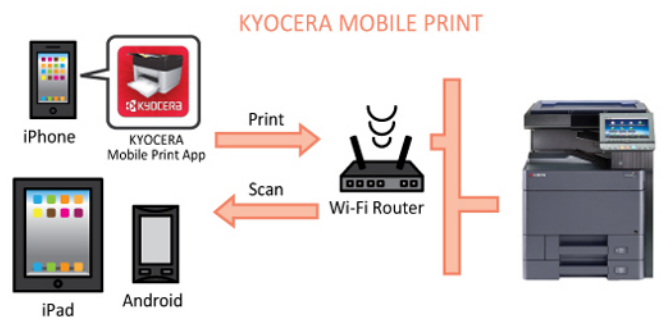 KYOCERA MOBILE PRINT
KYOCERA
iPhone
KYOCERA
Mobile Print App
Print
Scan
Wi-Fi Router
iPad
Android